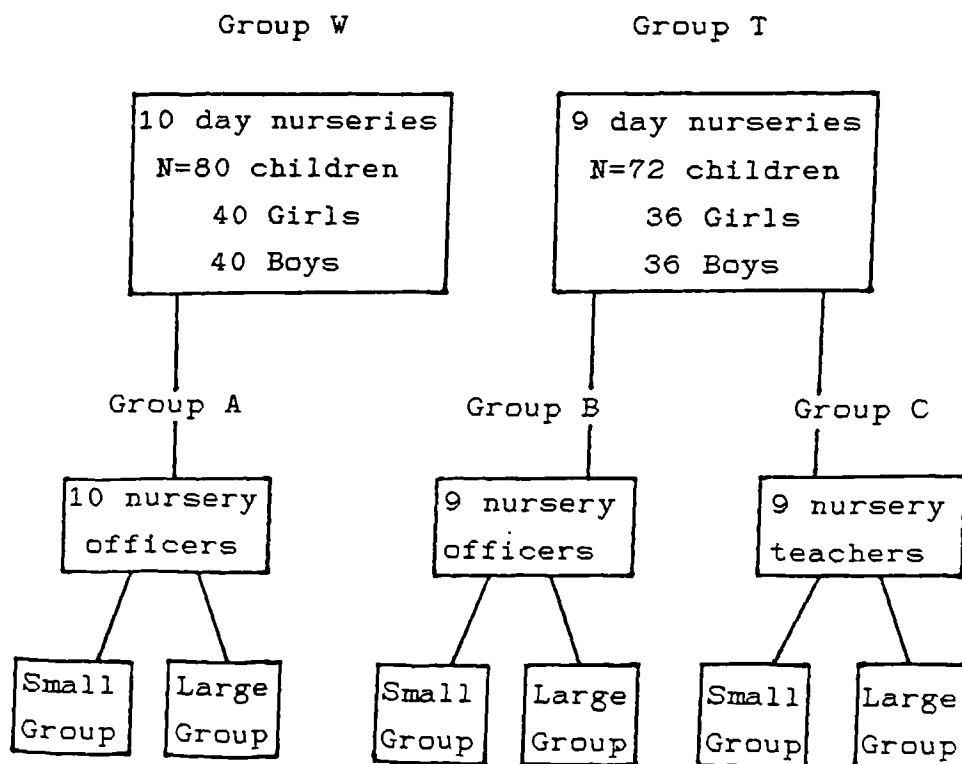 Group W
Group T
10 day nurseries
N=80 children
40 Girls
40 Boys
9 day nurseries
N=72 children
36 Girls
36 Boys
Group A
Group B
Group C
10 nursery
officers
9 nursery
officers
9 nursery
teachers
Small
Group
Large
Group
Small
Group
Large
Group
Small
Group
Large
Group